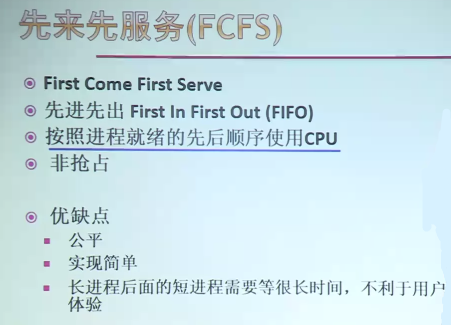 先来先服务(FCFS)
First Come First Serve
先进先出 First In First Out (FIFO)
按照进程就绪的先后顺序使用CPU
非抢占
优缺点
公平
实现简单
长进程后面的短进程需要等很长时间，不利于用户
体验